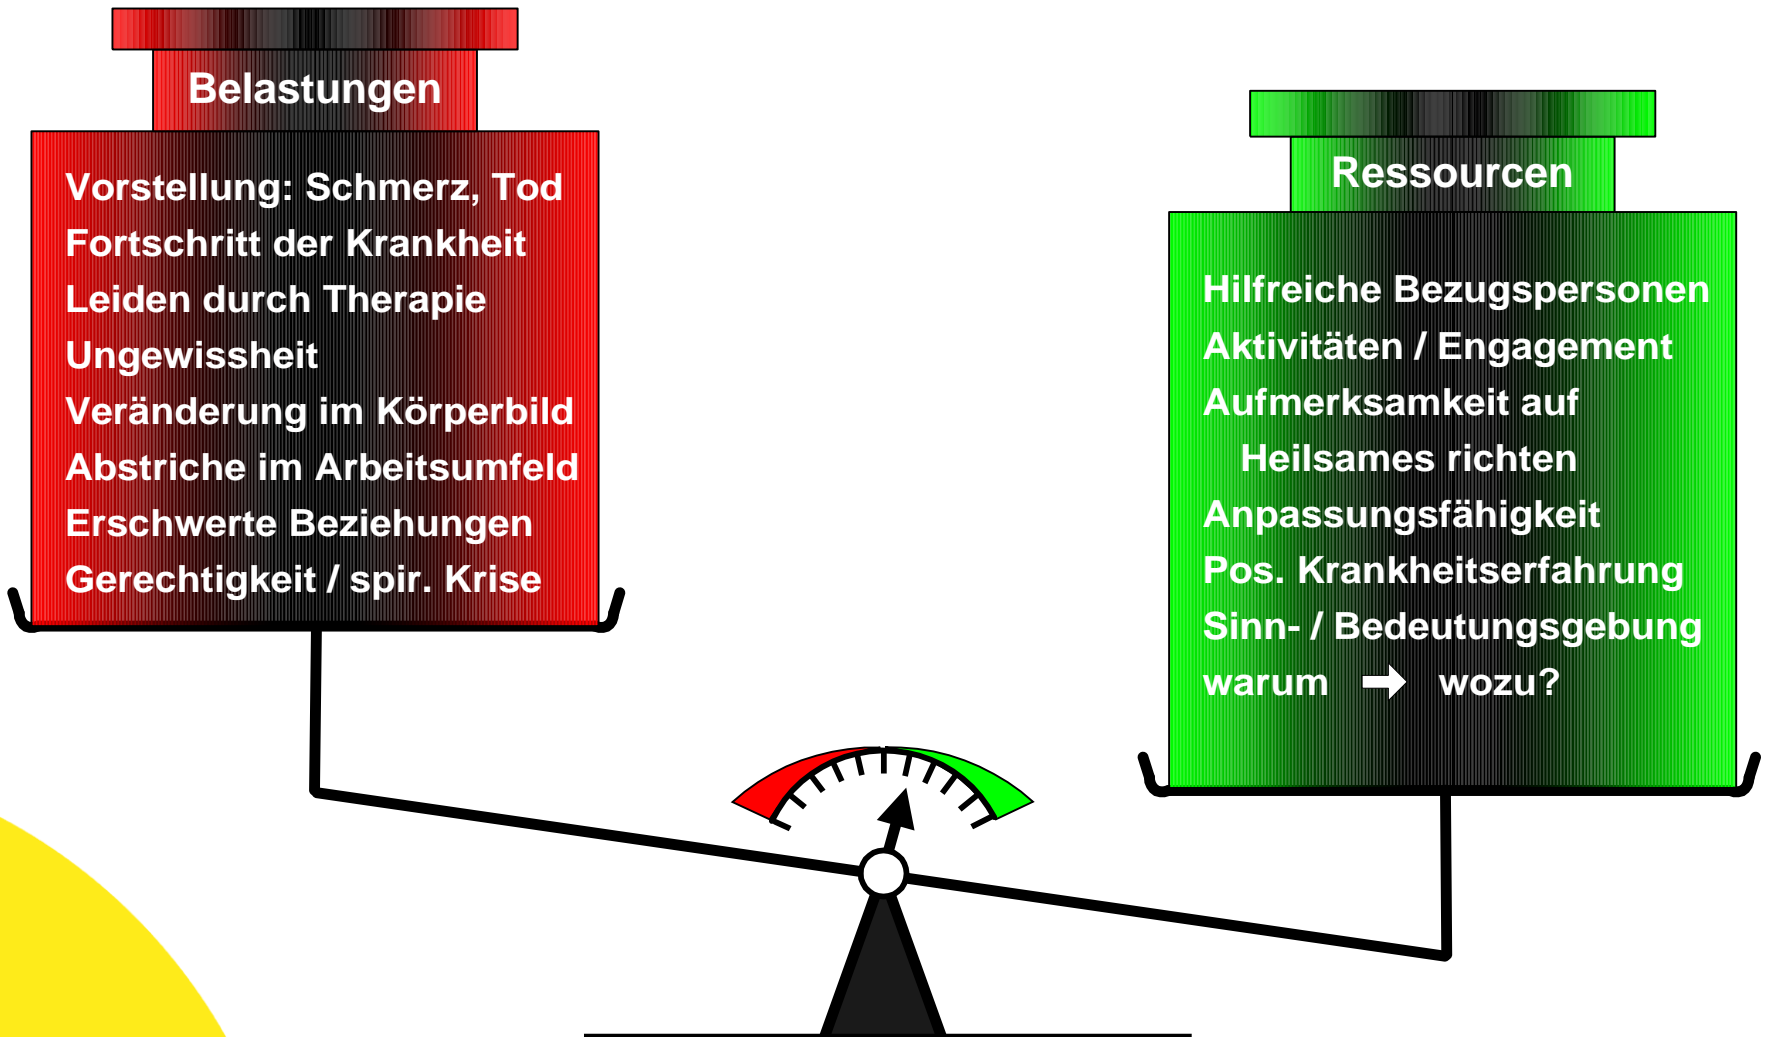 Belastungen
Vorstellung: Schmerz, Tod
Fortschritt der Krankheit
Leiden durch Therapie
Ungewissheit
Veränderung im Körperbild
Abstriche im Arbeitsumfeld
Erschwerte Beziehungen
Gerechtigkeit / spir. Krise
Ressourcen
Hilfreiche Bezugspersonen
Aktivitäten / Engagement
Aufmerksamkeit auf
Heilsames richten
Anpassungsfähigkeit
Pos. Krankheitserfahrung
Sinn- / Bedeutungsgebung
warum → wozu?